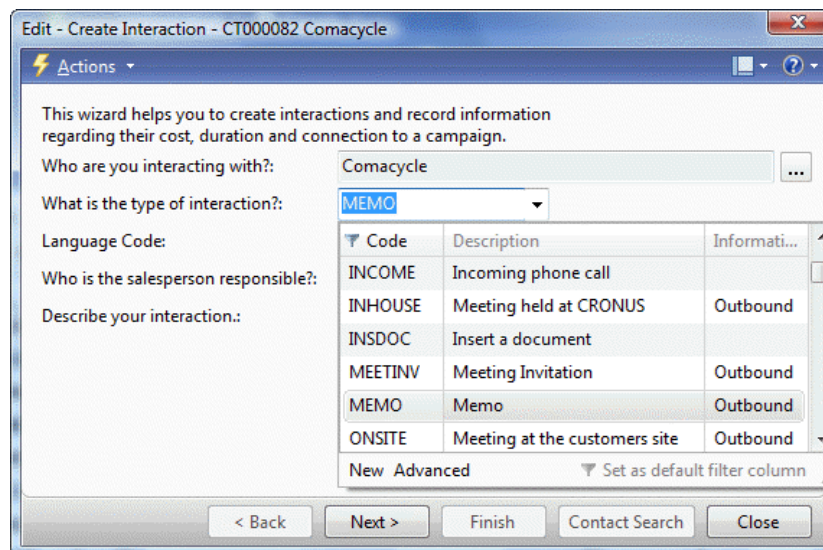 Edit - Create Interaction - CT000082 Comacycle
Actions
This wizard helps you to create interactions and record information
regarding their cost, duration and connection to a campaign.
Who are you interacting with?: Comacycle ...
What is the type of interaction?: MEMO
Language Code: Code Description Informati...
INCOME Incoming phone call
Who is the salesperson responsible?:
INHOUSE Meeting held at CRONUS Outbound
Describe your interaction.:
INSDOC Insert a document
MEETINV Meeting Invitation Outbound
MEMO Memo Outbound
ONSITE Meeting at the customers site Outbound
New Advanced Set as default filter column
< Back Next > Finish Contact Search Close